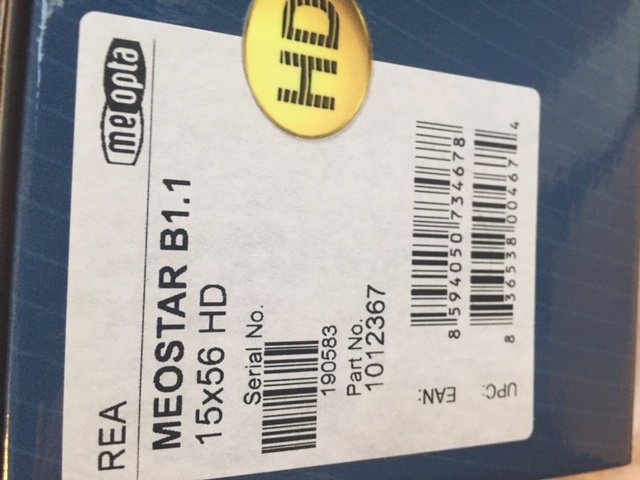 HD
REA meopta
MEOSTAR B1.1
15x56 HD
Serial No.
190583
Part No.
1012367
EAN: 8 594050 734678
UPC: 8 36538 00467 4